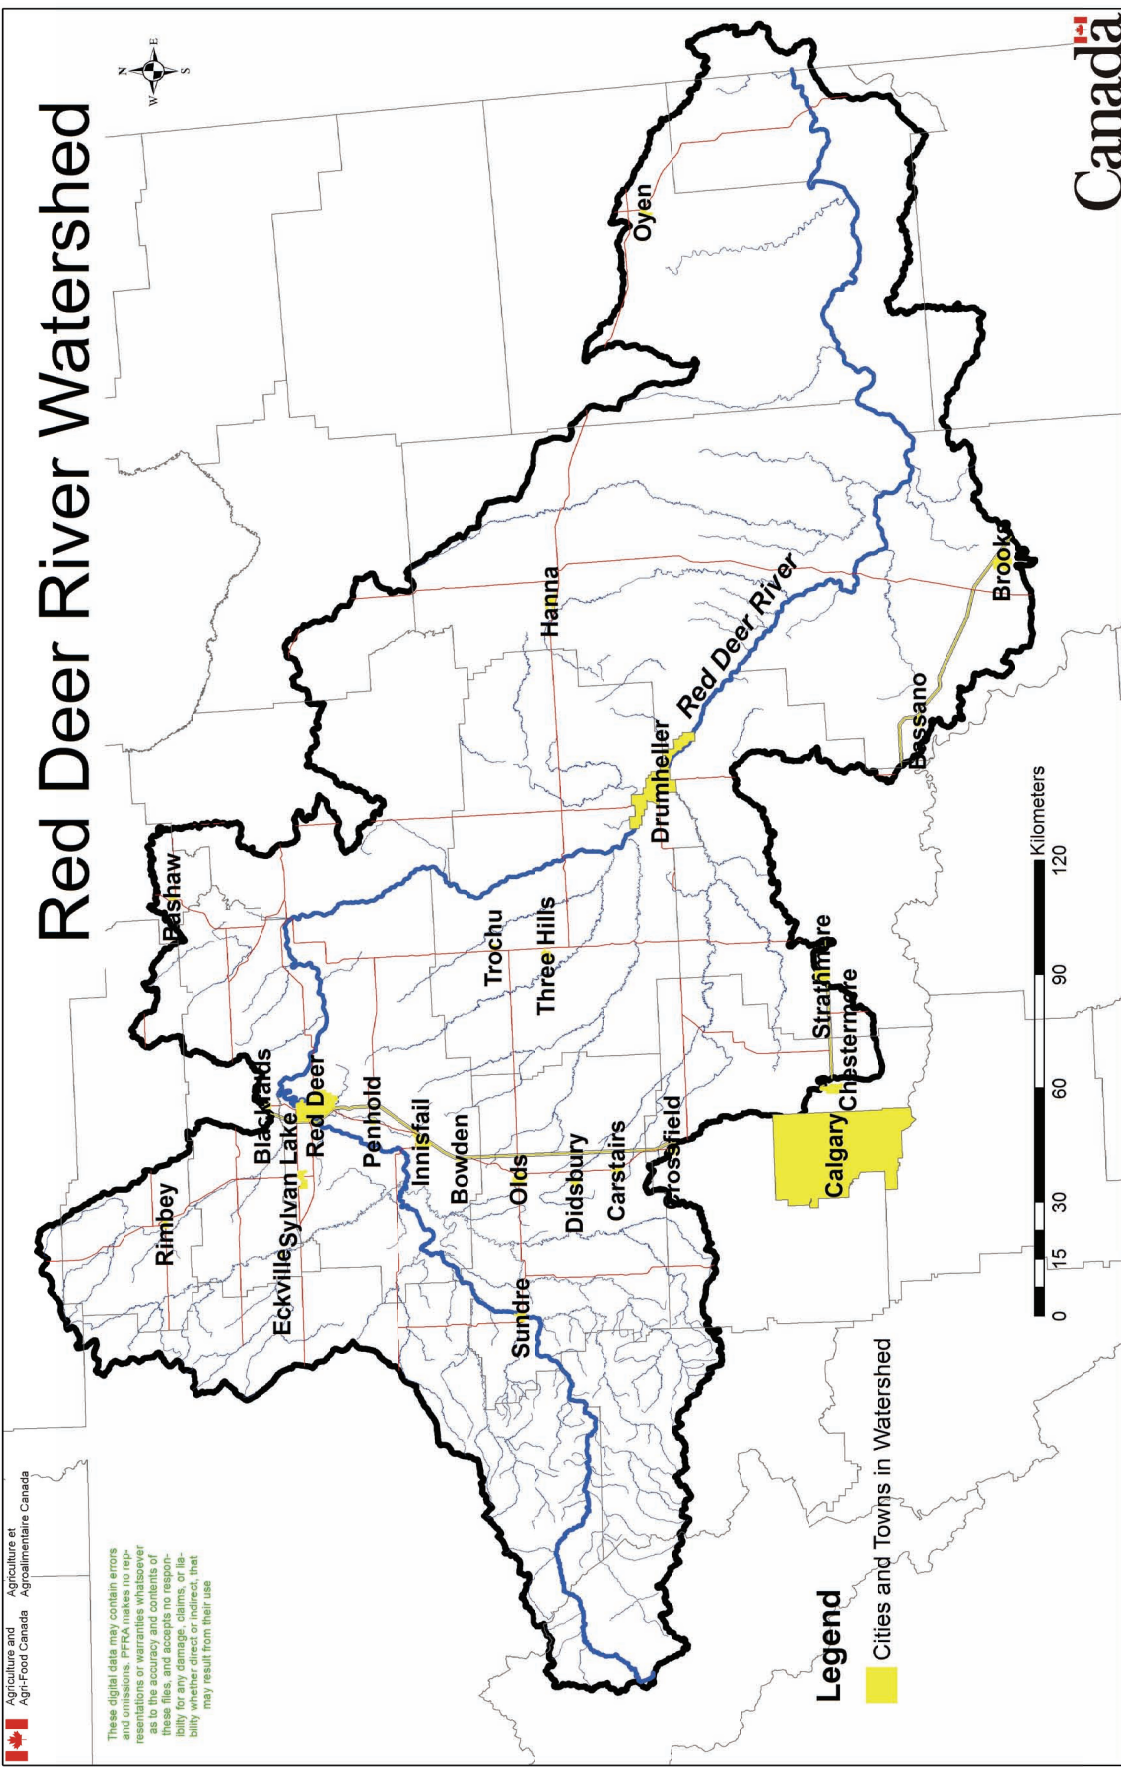 Agriculture and
Agri-Food Canada
Agriculture et
Agroalimentaire Canada
Red Deer River Watershed
N
W
E
S
These digital data may contain errors
and omissions. PFRA makes no rep-
resentations or warranties whatsoever
as to the accuracy and contents of
these files, and accepts no respon-
ibilty for any damage, claims, or lia-
bility whether direct or indirect, that
may result from their use
Rimbey
Bashaw
Blackfalds
Eckville
Sylvan Lake
Red Deer
Penhold
Innisfail
Bowden
Trochu
Olds
Sundre
Three Hills
Hanna
Didsbury
Carstairs
Oyen
Crossfield
Drumheller
Red Deer River
Strathmore
Calgary
Chestermere
Bassano
Brooks
Legend
Cities and Towns in Watershed
0 15 30 60 90 120
Kilometers
Canada